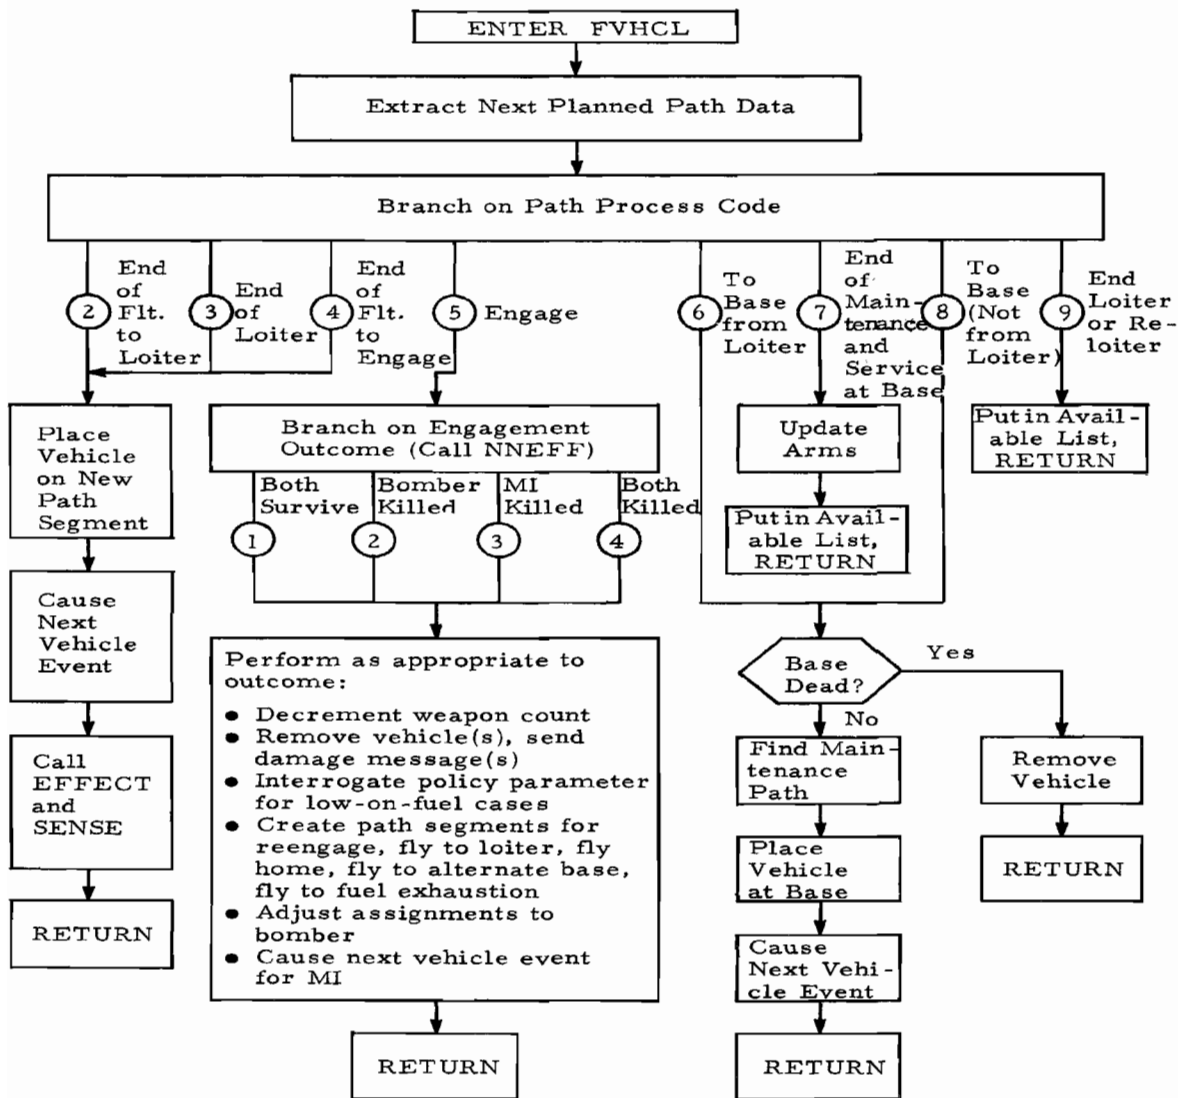 ENTER FVHCL
Extract Next Planned Path Data
Branch on Path Process Code
2
End
of
Flt.
to
Loiter
3
End
of
Loiter
4
End
of
Flt.
to
Engage
5
Engage
6
To
Base
from
Loiter
7
End
of
Main-
tenance
and
Service
at Base
8
To
Base
(Not
from
Loiter)
9
End
Loiter
or Re-
loiter
Place
Vehicle
on New
Path
Segment
Cause
Next
Vehicle
Event
Call
EFFECT
and
SENSE
RETURN
Branch on Engagement
Outcome (Call NNEFF)
Both
Survive
1
Bomber
Killed
2
MI
Killed
3
Both
Killed
4
Perform as appropriate to
outcome:
● Decrement weapon count
● Remove vehicle(s), send
damage message(s)
● Interrogate policy parameter
for low-on-fuel cases
● Create path segments for
reengage, fly to loiter, fly
home, fly to alternate base,
fly to fuel exhaustion
● Adjust assignments to
bomber
● Cause next vehicle event
for MI
RETURN
Update
Arms
Put in Avail-
able List,
RETURN
Put in Avail-
able List,
RETURN
Base
Dead?
Yes
No
Find Main-
tenance
Path
Place
Vehicle
at Base
Cause
Next Vehi-
cle Event
RETURN
Remove
Vehicle
RETURN